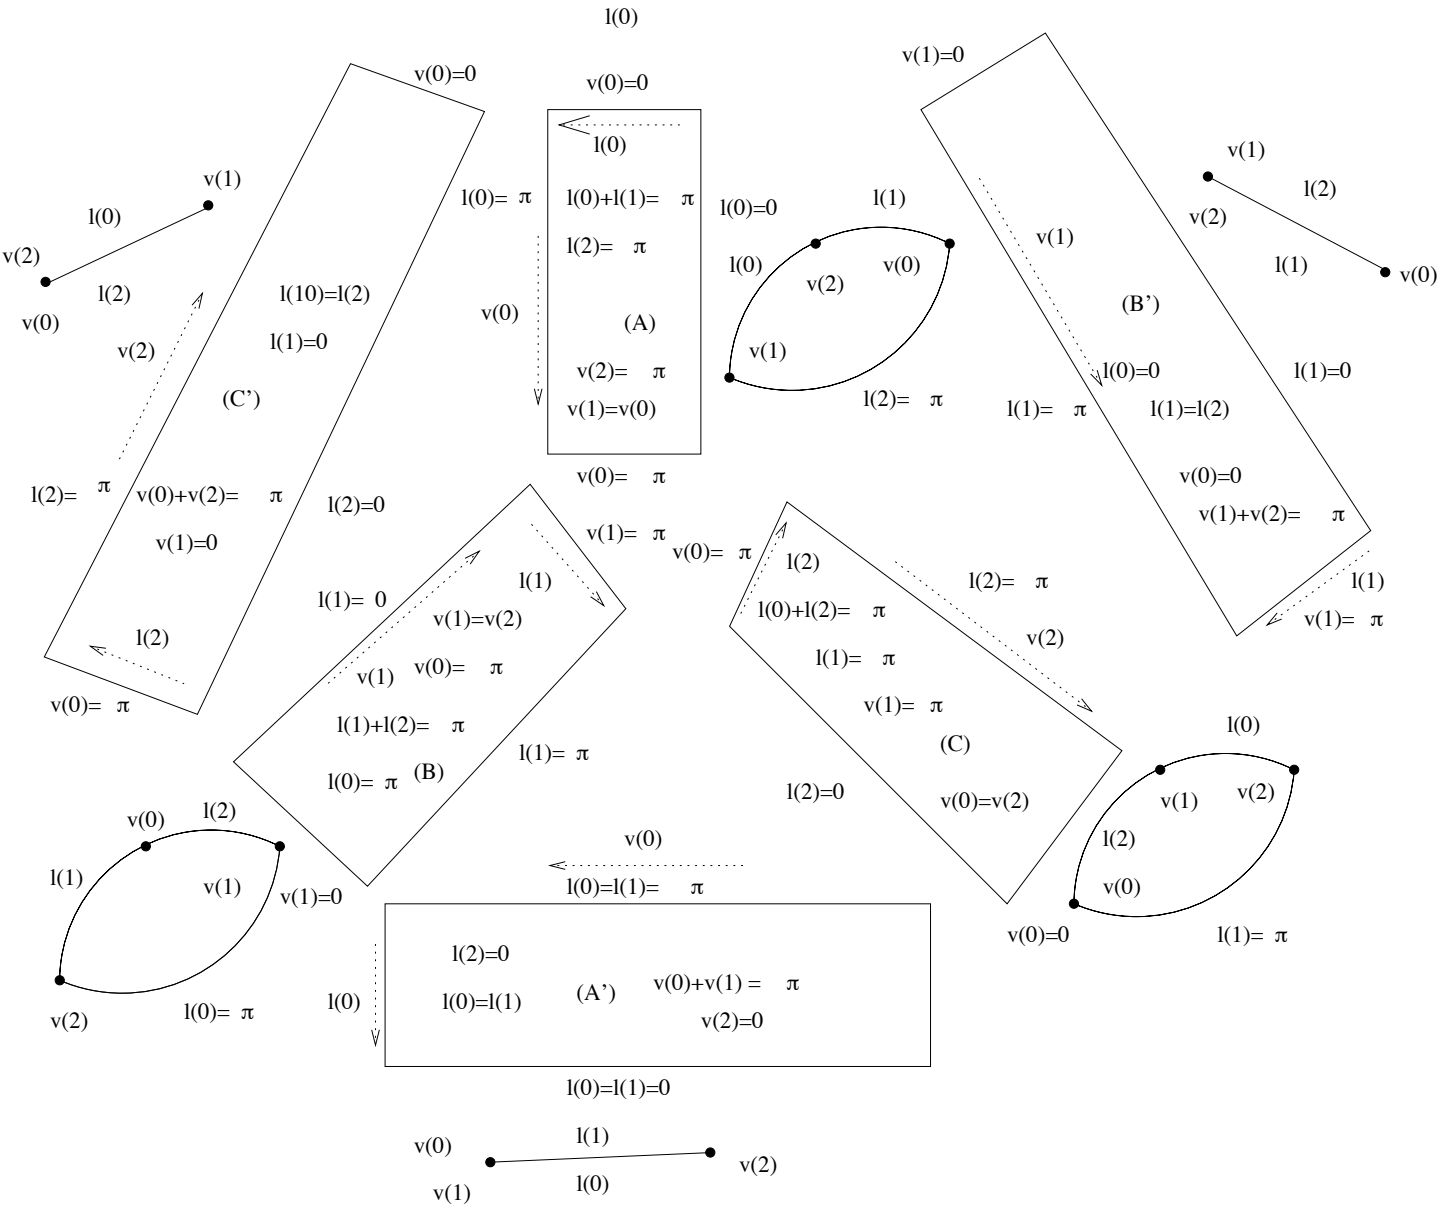 l(0)
v(0)=0
l(0)
l(0)= π
l(0)+l(1)= π
l(2)= π
l(0)=0
v(0)
(A)
v(2)= π
v(1)=v(0)
v(0)= π
v(0)=0
v(1)
l(0)
v(2)
v(0)
l(2)
v(2)
l(10)=l(2)
l(1)=0
(C’)
l(2)= π
v(0)+v(2)= π
v(1)=0
l(2)=0
l(2)
v(0)= π
l(1)
l(0)
v(2)
v(0)
v(1)
l(2)= π
v(1)=0
v(1)
(B’)
l(0)=0
l(1)=0
l(1)= π
l(1)=l(2)
v(0)=0
v(1)+v(2)= π
l(1)
v(1)= π
v(1)
l(2)
v(2)
l(1)
v(0)
v(1)= π
l(1)= 0
l(1)
v(1)=v(2)
v(1)
v(0)= π
l(1)+l(2)= π
l(0)= π
(B)
l(1)= π
v(1)=0
v(0)= π
l(2)
l(2)= π
l(0)+l(2)= π
v(2)
l(1)= π
v(1)= π
(C)
l(2)=0
v(0)=v(2)
v(0)=0
l(2)
v(0)
l(1)
v(1)
v(2)
l(0)= π
l(0)
v(1)
v(2)
l(2)
v(0)
l(1)= π
v(0)
l(0)=l(1)= π
l(2)=0
v(0)+v(1) = π
l(0)
l(0)=l(1)
(A’)
v(2)=0
l(0)=l(1)=0
v(0)
l(1)
v(2)
v(1)
l(0)